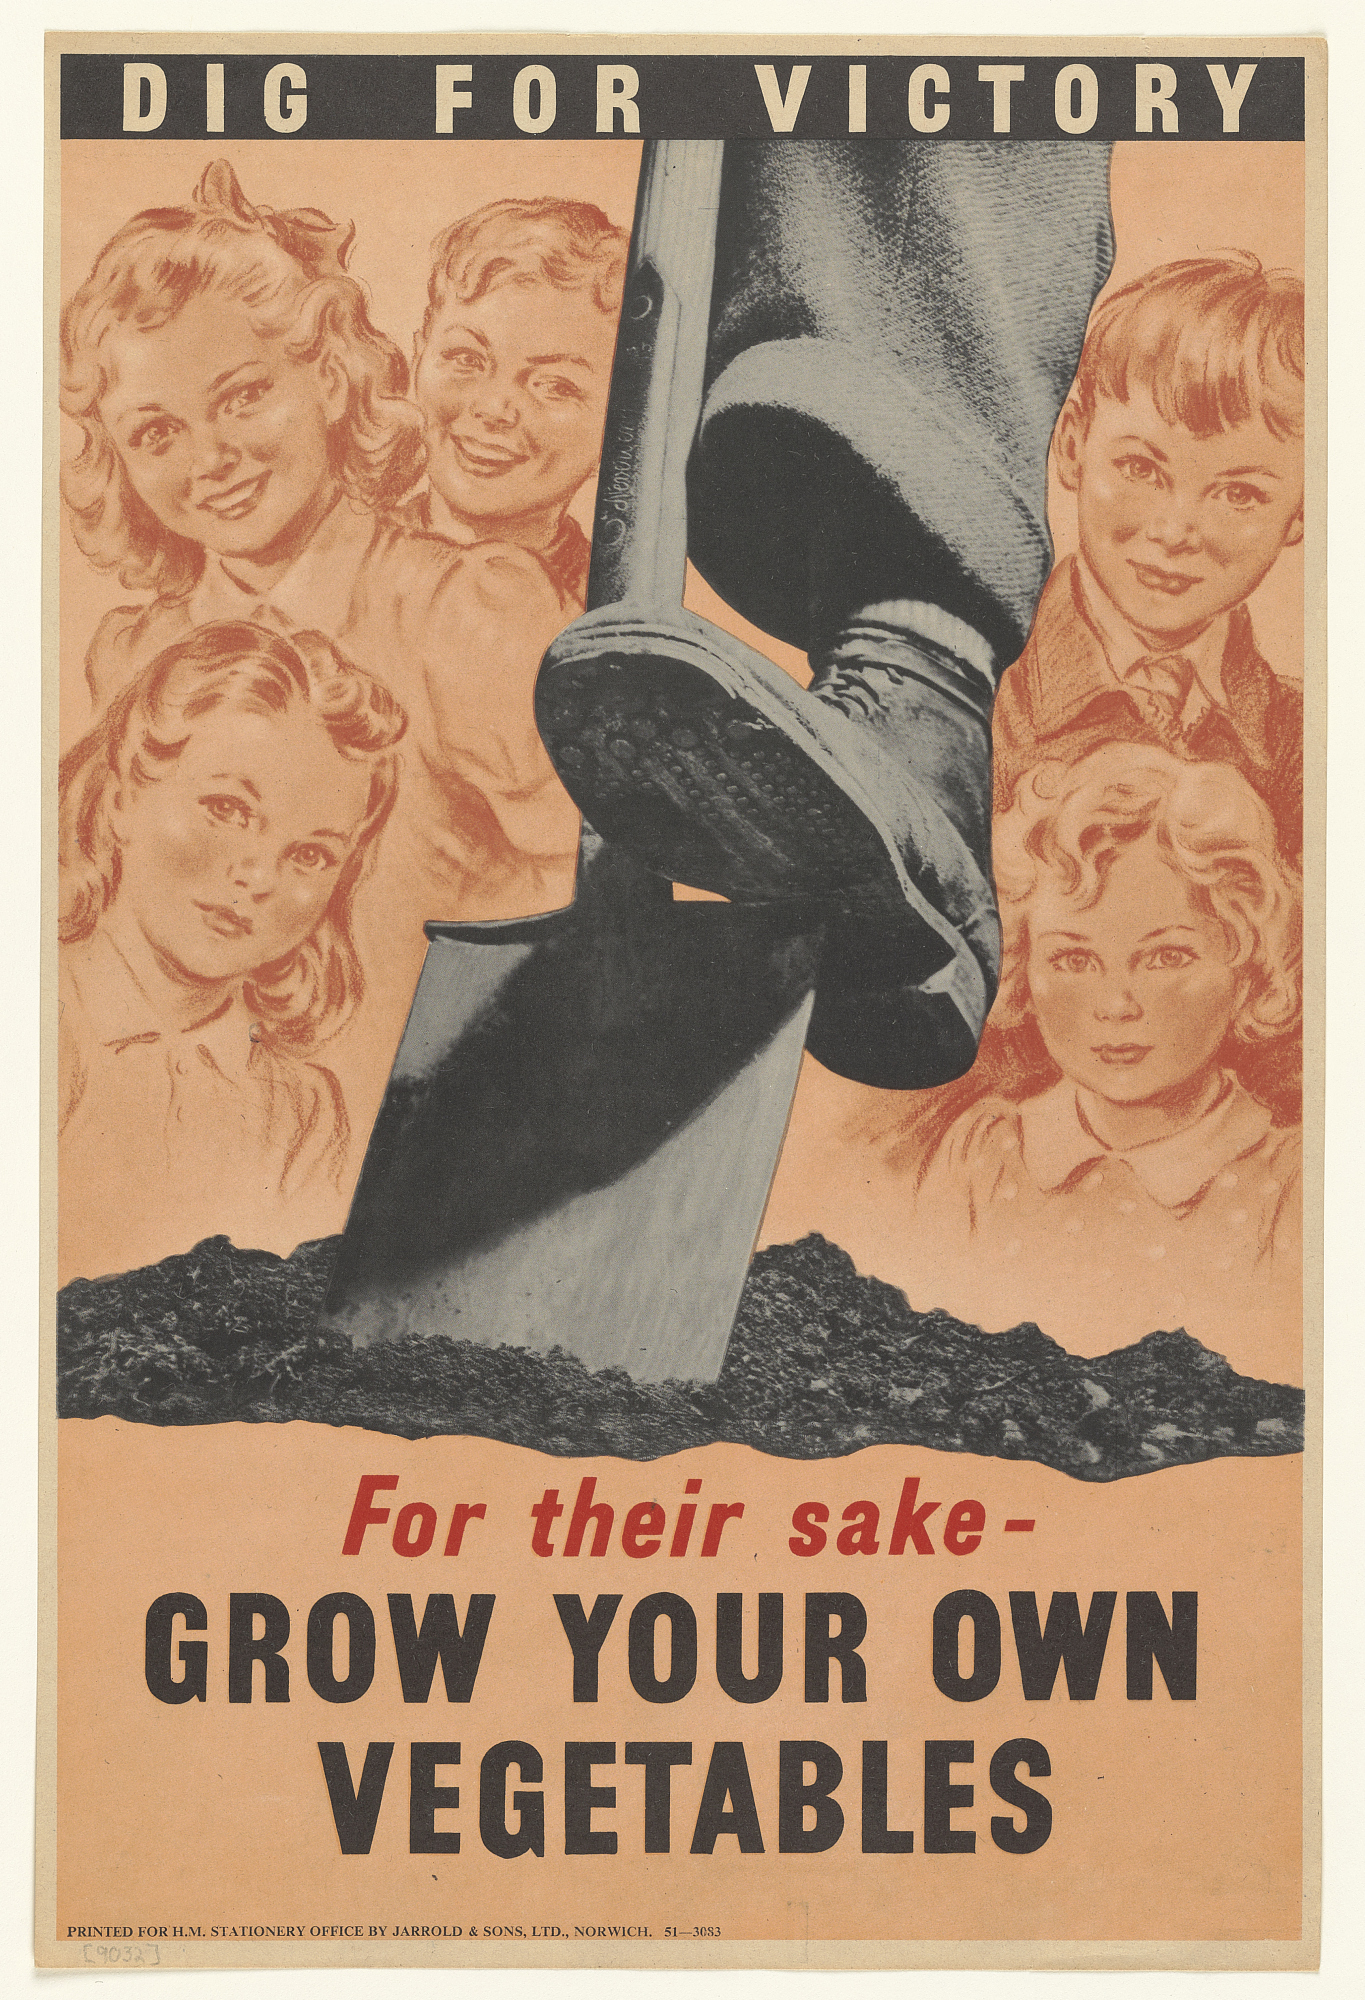 DIG FOR VICTORY
For their sake-
GROW YOUR OWN
VEGETABLES
PRINTED FOR H.M. STATIONERY OFFICE BY JARROLD & SONS, LTD., NORWICH. 51—3083
[9032]